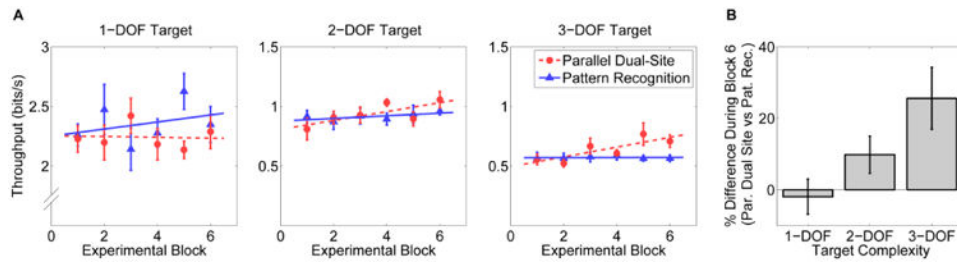 A
1-DOF Target
2-DOF Target
3-DOF Target
B
Throughput (bits/s)
3
2.5
2
1.5
1
0.5
1.5
1
0.5
Parallel Dual-Site
Pattern Recognition
0 2 4 6
0 2 4 6
0 2 4 6
Experimental Block
Experimental Block
Experimental Block
% Difference During Block 6
(Par. Dual Site vs Pat. Rec.)
40
20
0
1-DOF 2-DOF 3-DOF
Target Complexity